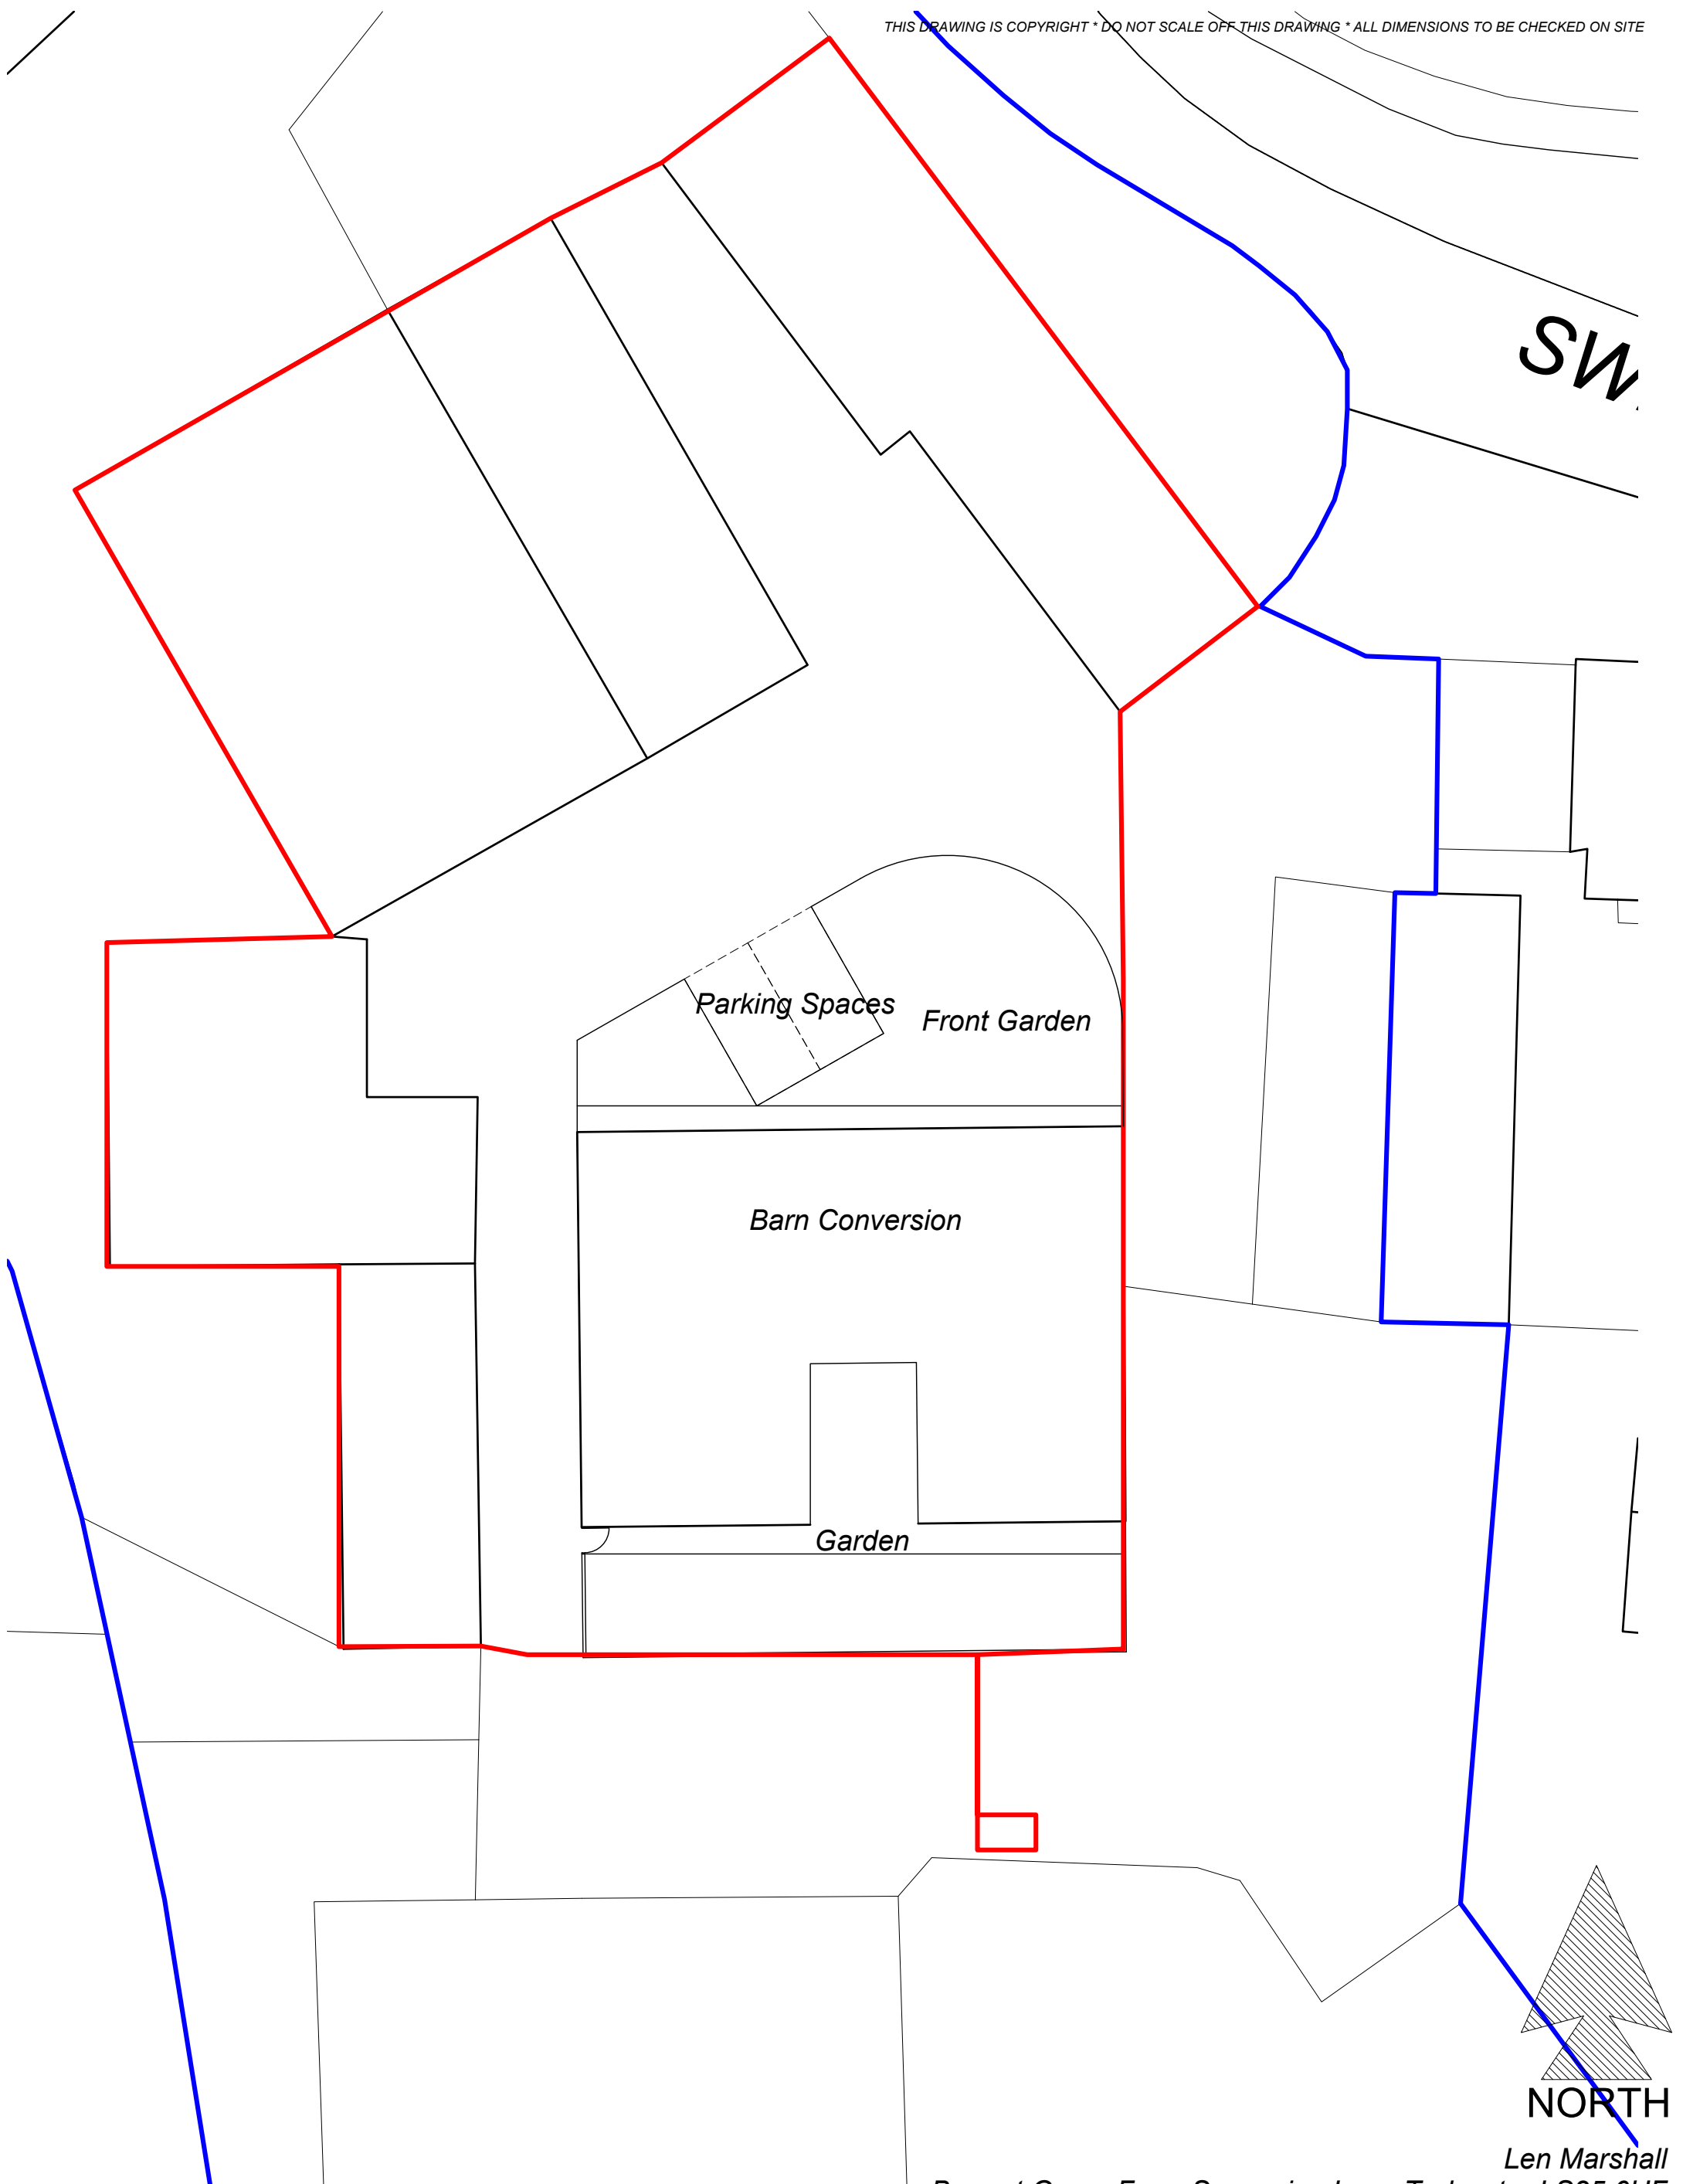 THIS DRAWING IS COPYRIGHT * DO NOT SCALE OFF THIS DRAWING * ALL DIMENSIONS TO BE CHECKED ON SITE
SW
Parking Spaces
Front Garden
Barn Conversion
Garden
NORTH
Len Marshall